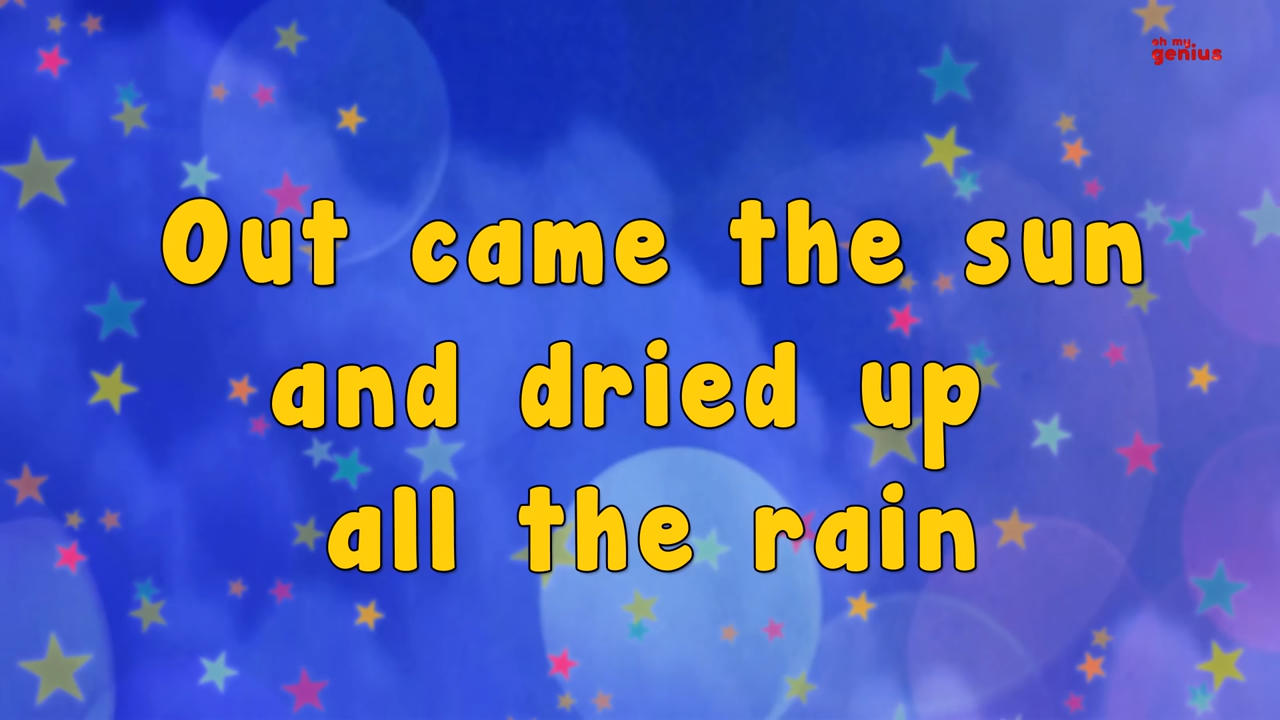 oh my
genius
Out came the sun
and dried up
all the rain